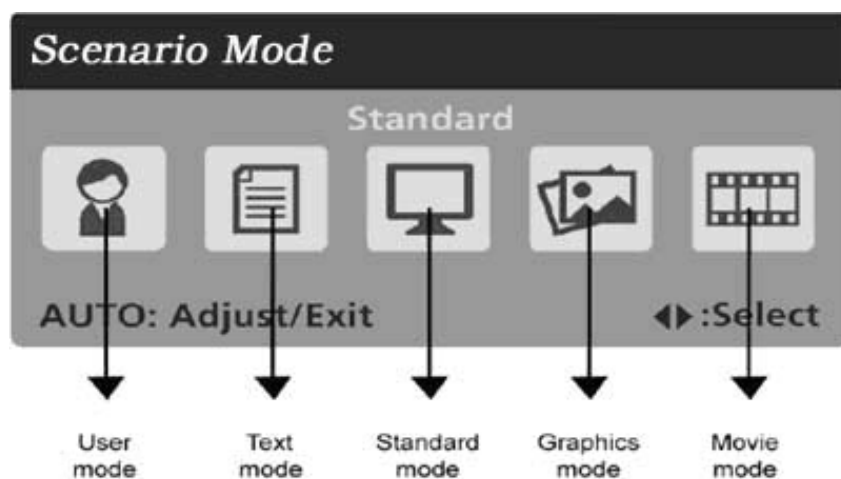 Scenario Mode
Standard
AUTO: Adjust/Exit ◀▶:Select
User mode
Text mode
Standard mode
Graphics mode
Movie mode